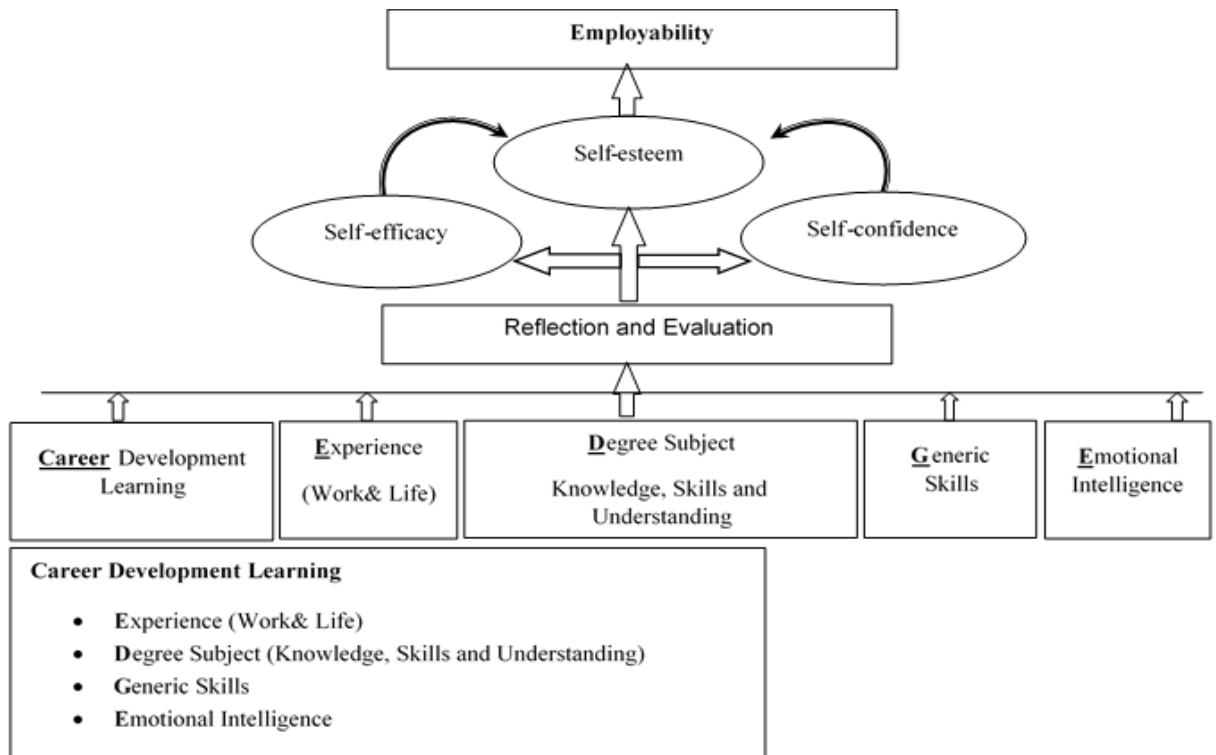 Employability
Self-esteem
Self-efficacy
Self-confidence
Reflection and Evaluation
Career Development
Learning
Experience
(Work& Life)
Degree Subject
Knowledge, Skills and
Understanding
Generic
Skills
Emotional
Intelligence
Career Development Learning
• Experience (Work& Life)
• Degree Subject (Knowledge, Skills and Understanding)
• Generic Skills
• Emotional Intelligence